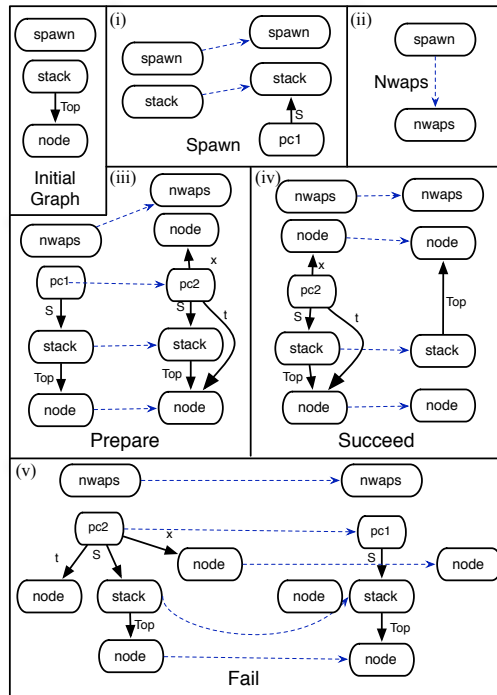 spawn
stack
Top
node
Initial
Graph
(i)
spawn
spawn
stack
stack
S
pc1
Spawn
(ii)
spawn
Nwaps
nwaps
(iii)
nwaps
nwaps
node
x
pc1
pc2
S
S
t
stack
stack
Top
Top
node
node
Prepare
(iv)
nwaps
nwaps
node
node
x
pc2
S
t
Top
stack
stack
Top
node
node
Succeed
(v)
nwaps
nwaps
pc2
pc1
t
S
x
S
node
node
node
stack
node
stack
Top
Top
node
node
Fail